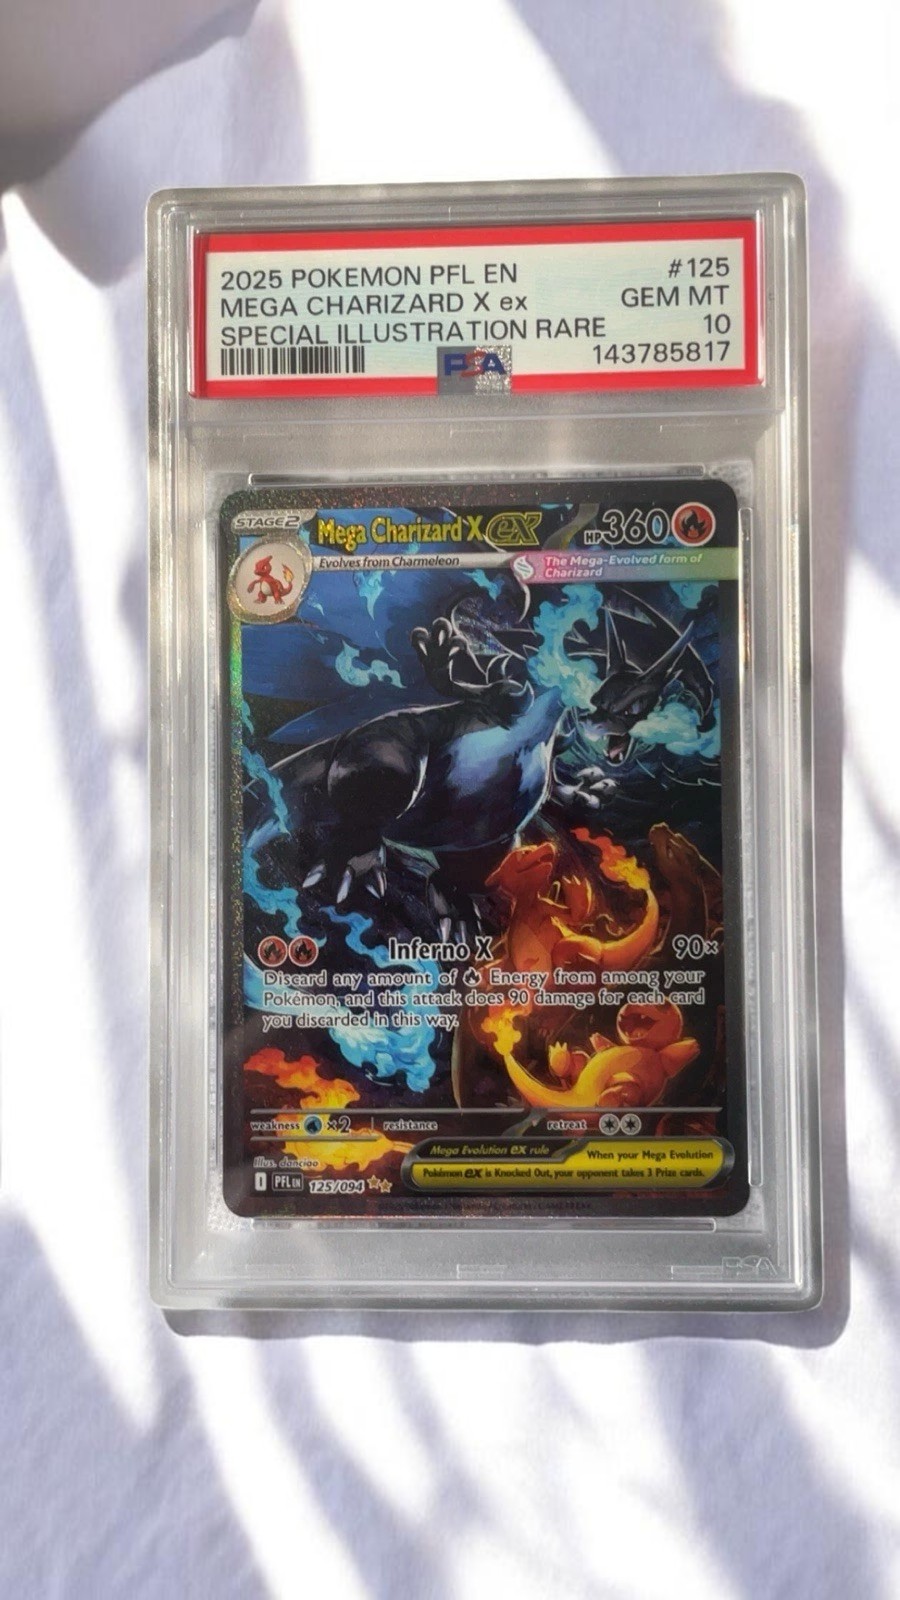 2025 POKEMON PFL EN #125
MEGA CHARIZARD X ex GEM MT
SPECIAL ILLUSTRATION RARE 10
PSA 143785817
STAGE2 Mega Charizard X ex HP360
Evolves from Charmeleon
The Mega-Evolved form of
Charizard
Inferno X 90×
Discard any amount of Energy from among your
Pokémon, and this attack does 90 damage for each card
you discarded in this way.
weakness ×2 resistance retreat
Mega Evolution ex rule When your Mega Evolution
Pokémon ex is Knocked Out, your opponent takes 3 Prize cards.
Illus. danciao
I PFL EN 125/094
PSA